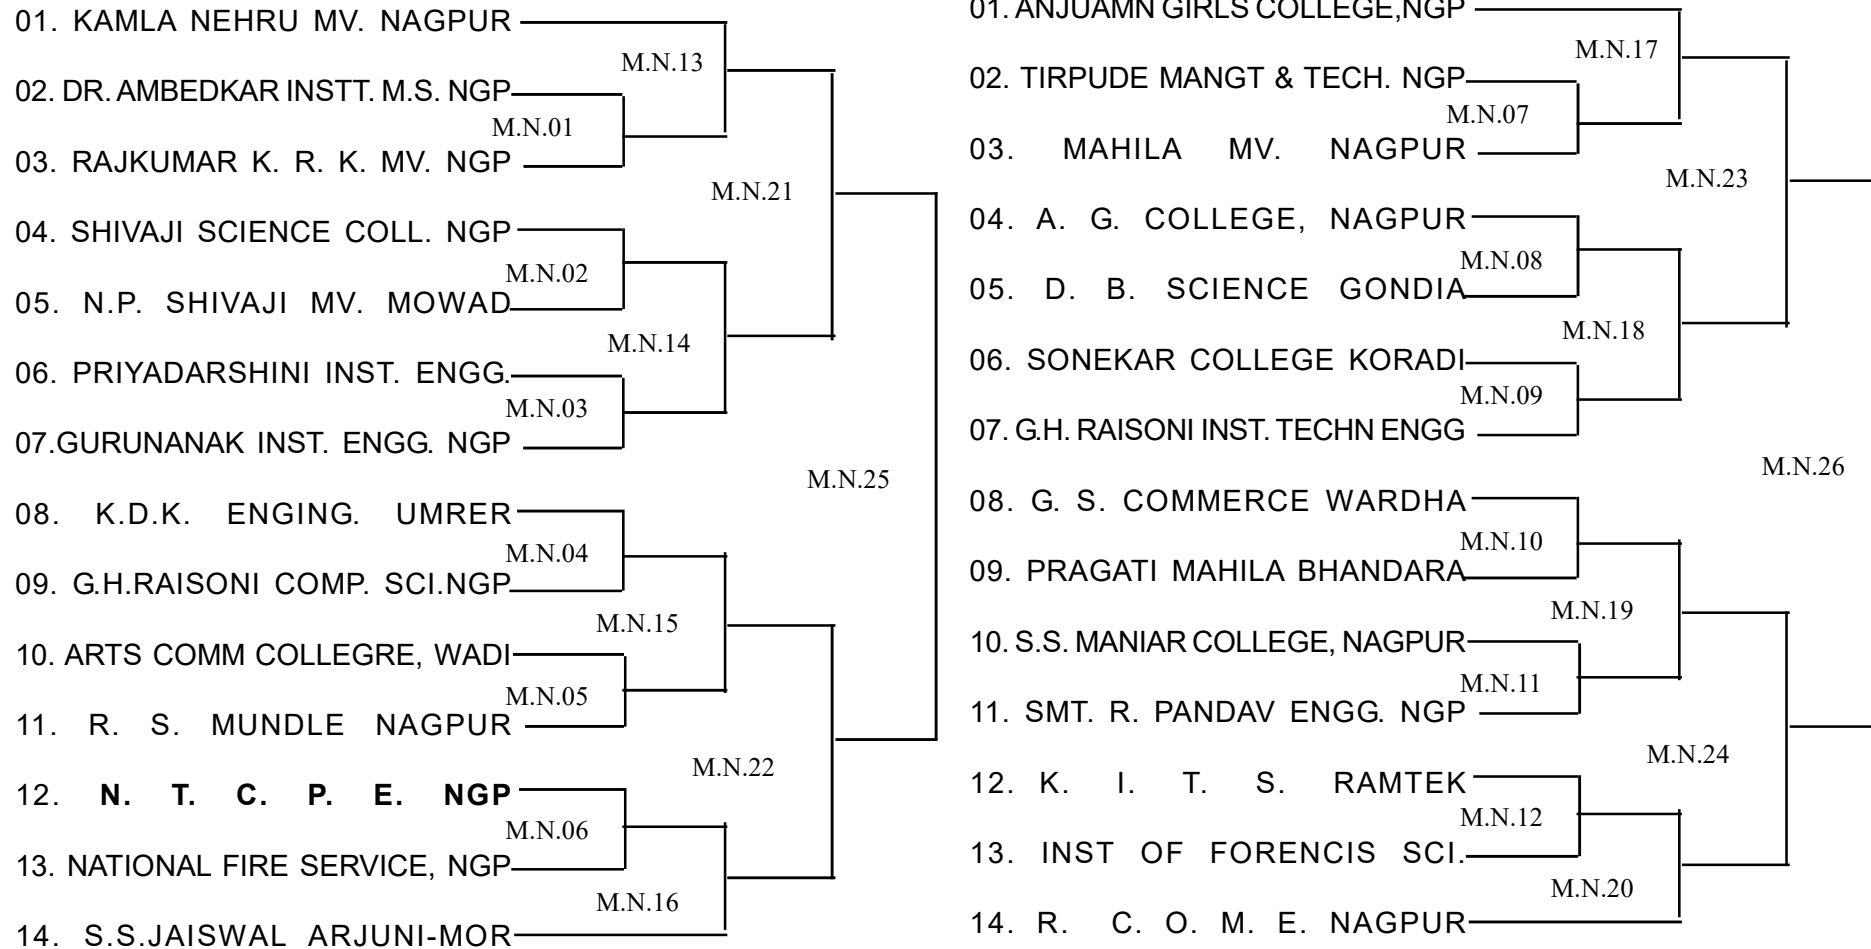 01. KAMLA NEHRU MV. NAGPUR
M.N.13
02. DR. AMBEDKAR INSTT. M.S. NGP
M.N.01
03. RAJKUMAR K. R. K. MV. NGP
M.N.21
04. SHIVAJI SCIENCE COLL. NGP
M.N.02
05. N.P. SHIVAJI MV. MOWAD
M.N.14
06. PRIYADARSHINI INST. ENGG.
M.N.03
07.GURUNANAK INST. ENGG. NGP
M.N.25
08. K.D.K. ENGING. UMRER
M.N.04
09. G.H.RAISONI COMP. SCI.NGP
M.N.15
10. ARTS COMM COLLEGRE, WADI
M.N.05
11. R. S. MUNDLE NAGPUR
M.N.22
12. N. T. C. P. E. NGP
M.N.06
13. NATIONAL FIRE SERVICE, NGP
M.N.16
14. S.S.JAISWAL ARJUNI-MOR
01. ANJUAMN GIRLS COLLEGE,NGP
M.N.17
02. TIRPUDE MANGT & TECH. NGP
M.N.07
03. MAHILA MV. NAGPUR
M.N.23
04. A. G. COLLEGE, NAGPUR
M.N.08
05. D. B. SCIENCE GONDIA
M.N.18
06. SONEKAR COLLEGE KORADI
M.N.09
07. G.H. RAISONI INST. TECHN ENGG
M.N.26
08. G. S. COMMERCE WARDHA
M.N.10
09. PRAGATI MAHILA BHANDARA
M.N.19
10. S.S. MANIAR COLLEGE, NAGPUR
M.N.11
11. SMT. R. PANDAV ENGG. NGP
M.N.24
12. K. I. T. S. RAMTEK
M.N.12
13. INST OF FORENCIS SCI.
M.N.20
14. R. C. O. M. E. NAGPUR